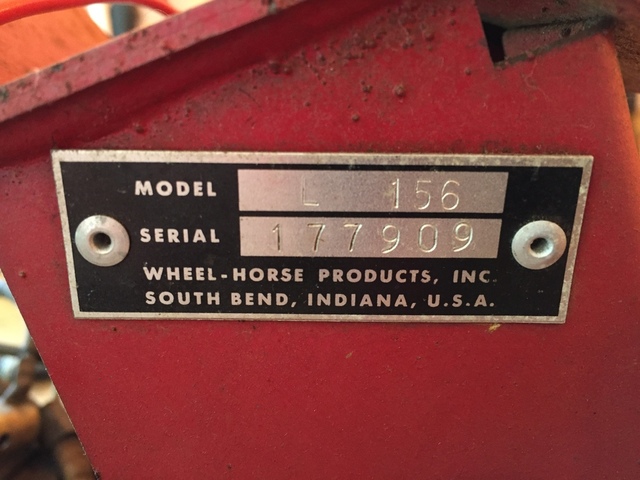 MODEL L 156
SERIAL 177909
WHEEL-HORSE PRODUCTS, INC.
SOUTH BEND, INDIANA, U.S.A.